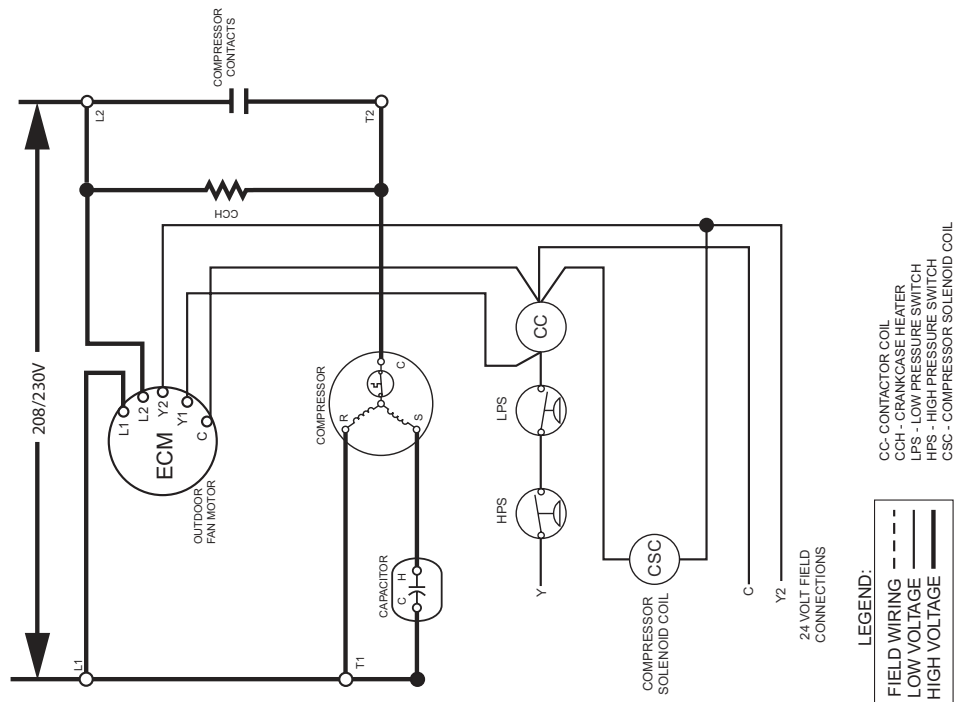 208/230V
L1
L2
COMPRESSOR
CONTACTS
T2
CCH
L1
L2
Y2
Y1
C
ECM
OUTDOOR
FAN MOTOR
COMPRESSOR
R
S
C
CAPACITOR
C
H
T1
CC
LPS
HPS
Y
CSC
COMPRESSOR
SOLENOID COIL
C
Y2
24 VOLT FIELD
CONNECTIONS
LEGEND:
FIELD WIRING
LOW VOLTAGE
HIGH VOLTAGE
CC- CONTACTOR COIL
CCH - CRANKCASE HEATER
LPS - LOW PRESSURE SWITCH
HPS - HIGH PRESSURE SWITCH
CSC - COMPRESSOR SOLENOID COIL